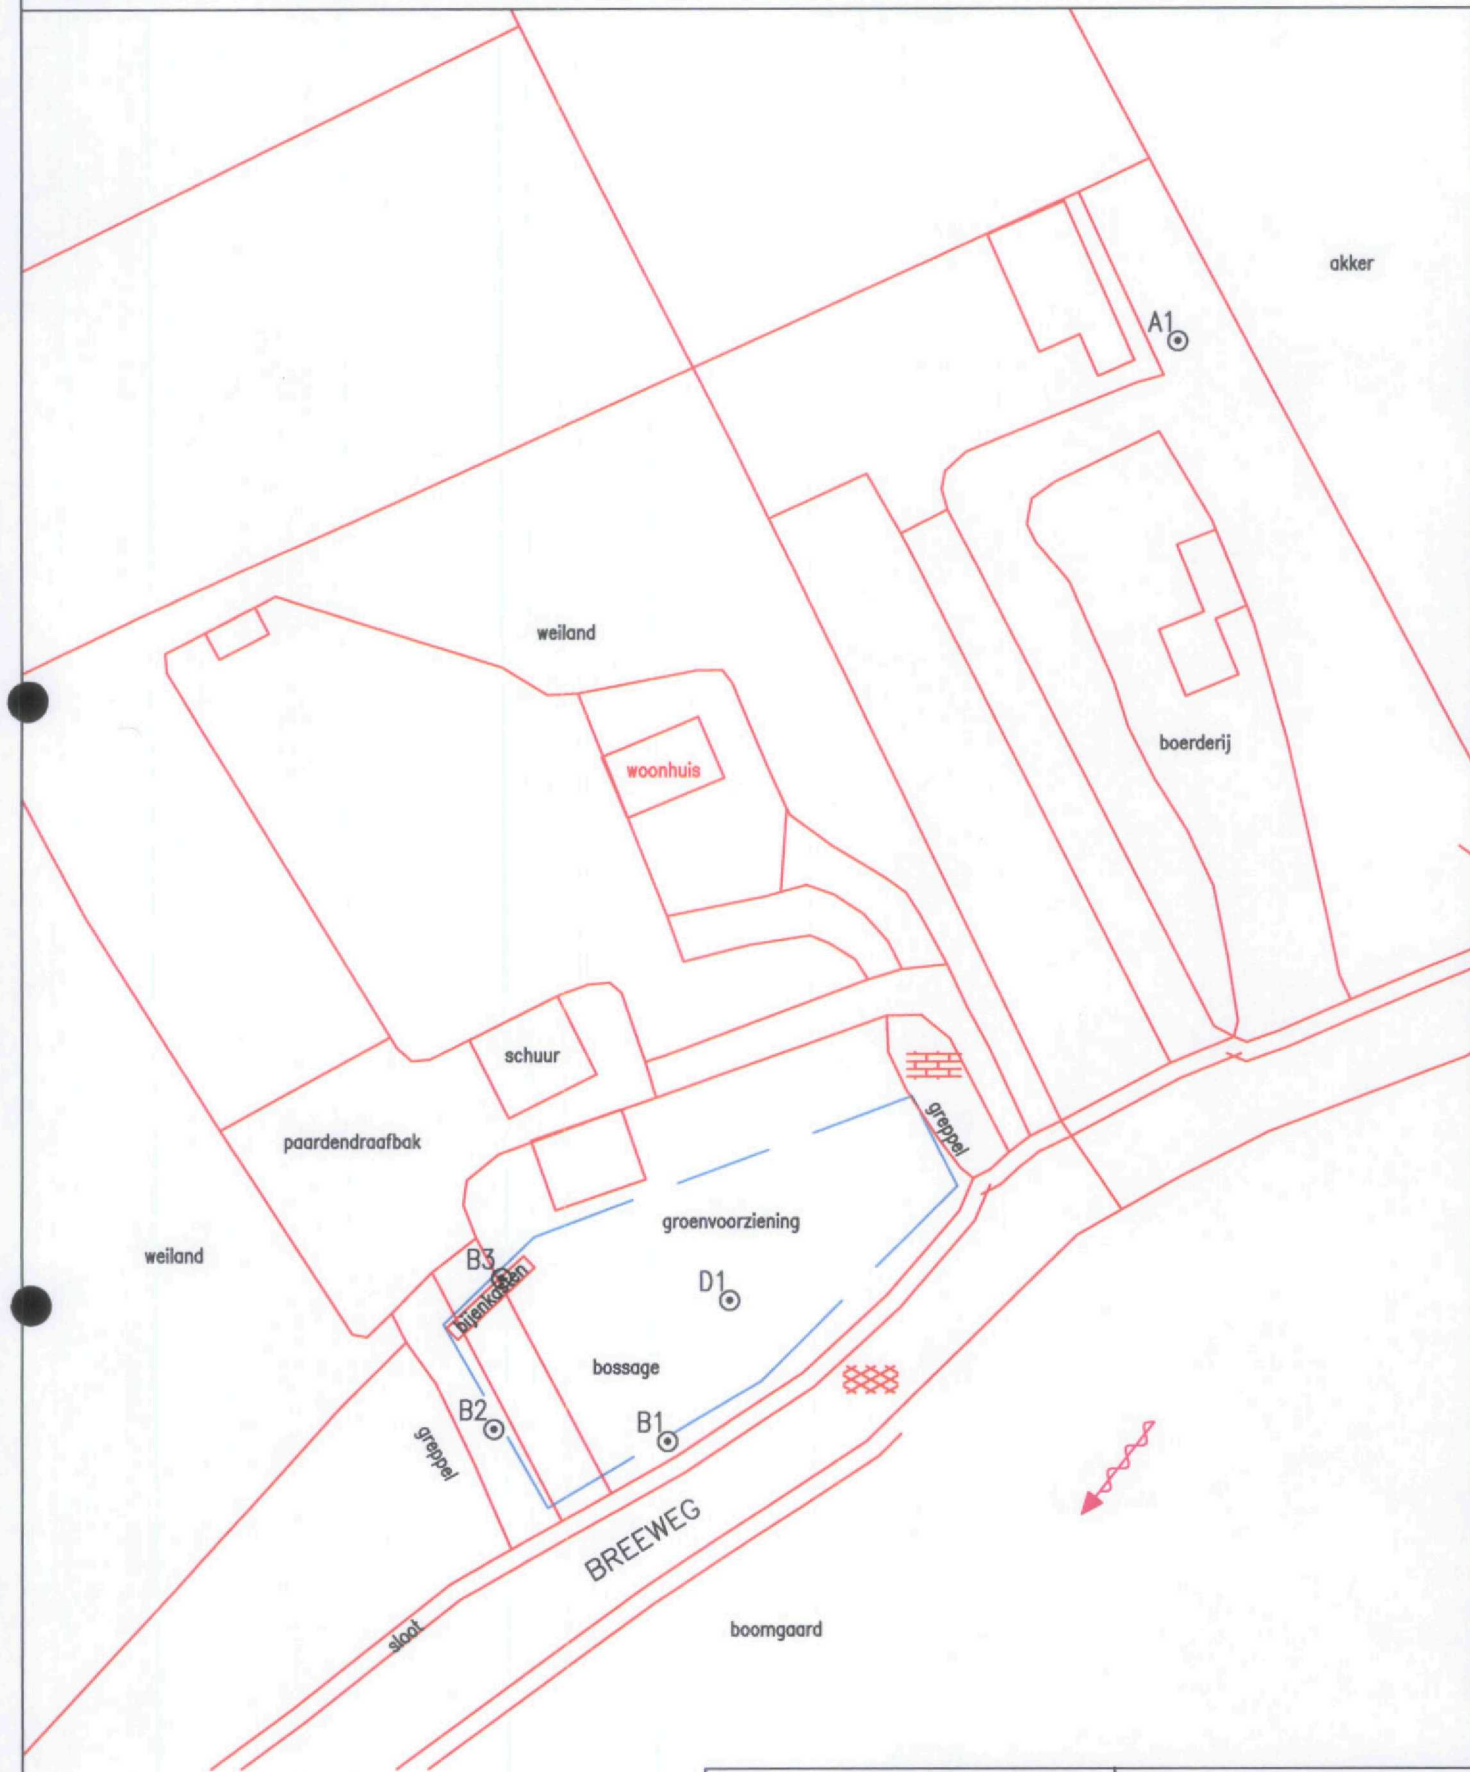 akker
A1
weiland
boerderij
woonhuis
schuur
paardendraafbak
greppel
groenvoorziening
weiland
B3
bijenkasten
D1
bossage
B2
B1
greppel
BREEWEG
sloot
boomgaard